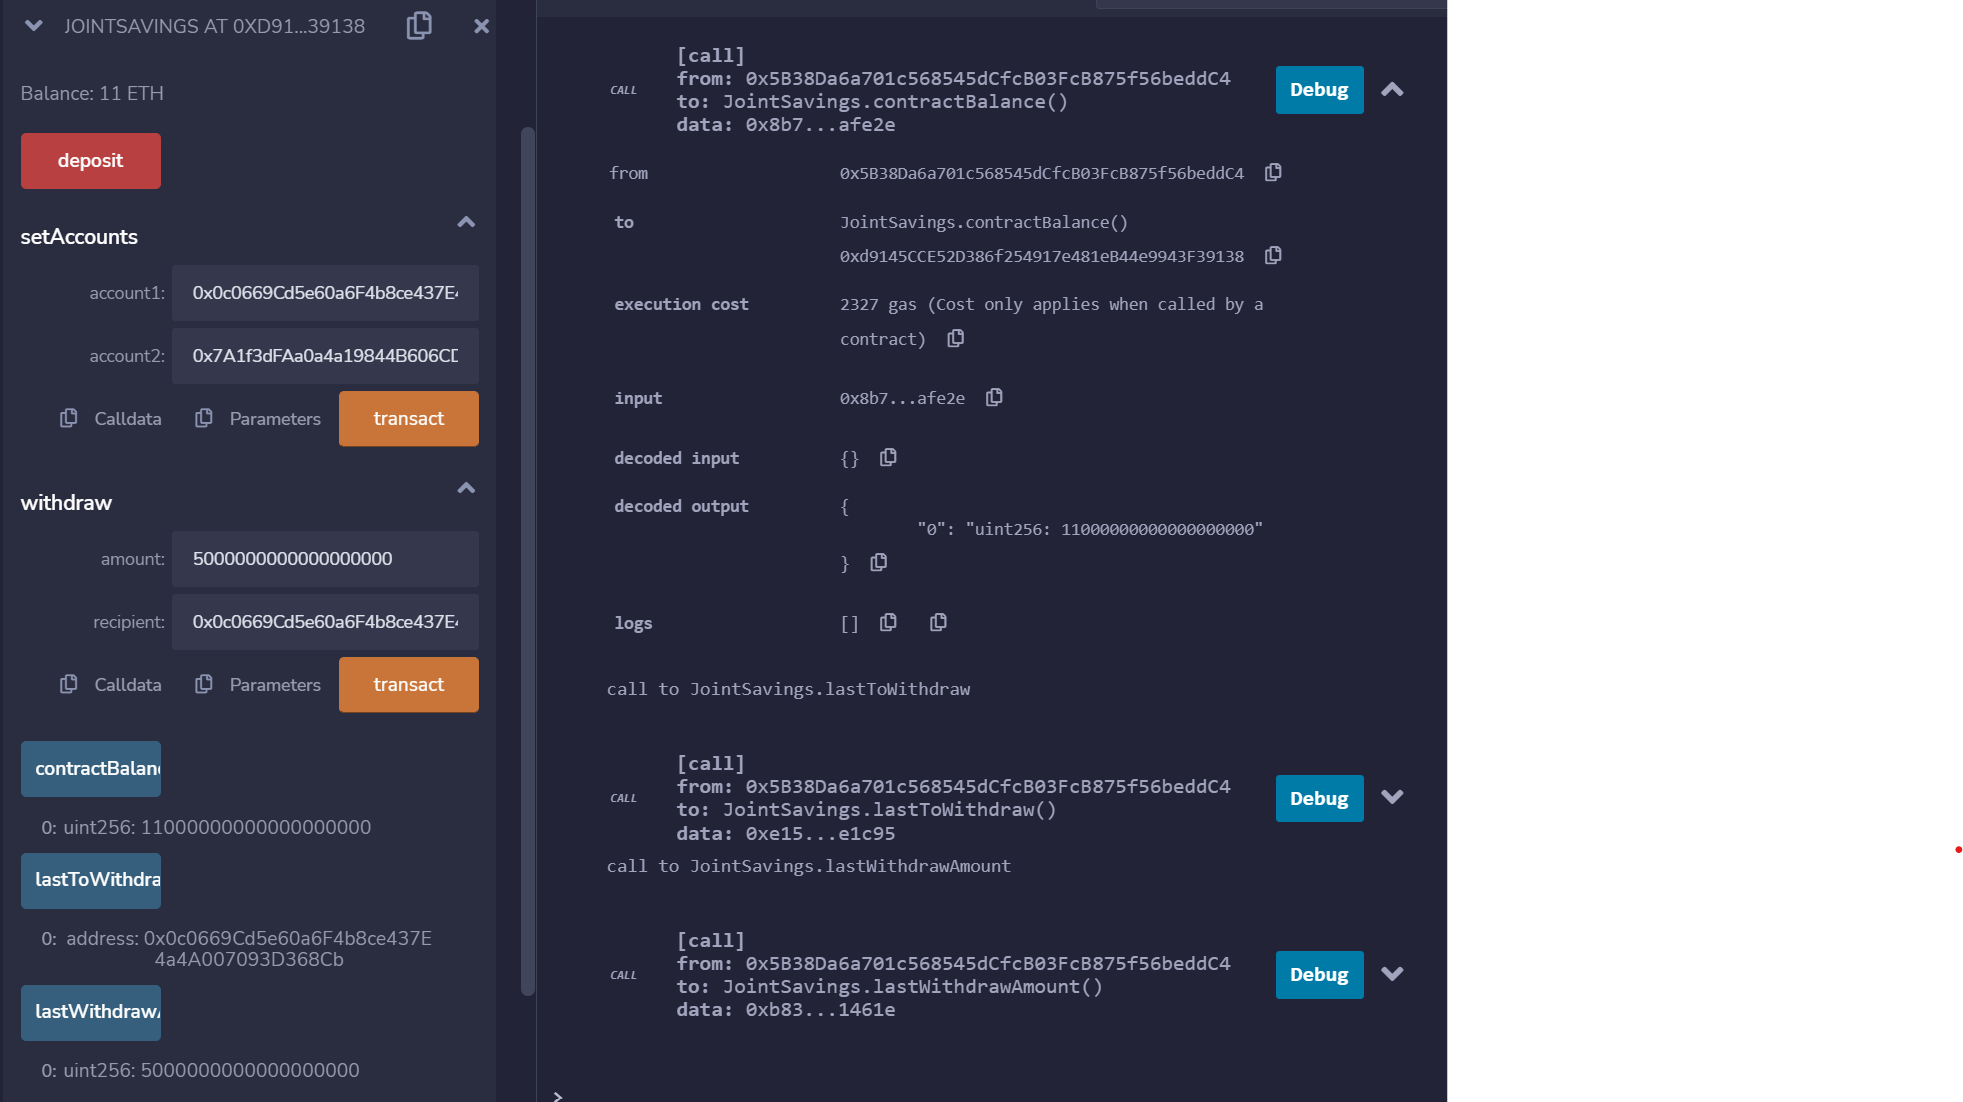 JOINTSAVINGS AT 0XD91...39138
Balance: 11 ETH
deposit
setAccounts
account1: 0x0c0669Cd5e60a6F4b8ce437E
account2: 0x7A1f3dFAa0a4a19844B606CD
Calldata Parameters transact
withdraw
amount: 5000000000000000000
recipient: 0x0c0669Cd5e60a6F4b8ce437E
Calldata Parameters transact
contractBalan
0: uint256: 11000000000000000000
lastToWithdra
0: address: 0x0c0669Cd5e60a6F4b8ce437E
4a4A007093D368Cb
lastWithdraw
0: uint256: 5000000000000000000
[call]
from: 0x5B38Da6a701c568545dCfcB03FcB875f56beddC4
CALL
to: JointSavings.contractBalance()
data: 0x8b7...afe2e
Debug
from 0x5B38Da6a701c568545dCfcB03FcB875f56beddC4
to JointSavings.contractBalance()
0xd9145CCE52D386f254917e481eB44e9943F39138
execution cost 2327 gas (Cost only applies when called by a
contract)
input 0x8b7...afe2e
decoded input {}
decoded output {
"0": "uint256: 11000000000000000000"
}
logs []
call to JointSavings.lastToWithdraw
[call]
from: 0x5B38Da6a701c568545dCfcB03FcB875f56beddC4
CALL
to: JointSavings.lastToWithdraw()
data: 0xe15...e1c95
Debug
call to JointSavings.lastWithdrawAmount
[call]
from: 0x5B38Da6a701c568545dCfcB03FcB875f56beddC4
CALL
to: JointSavings.lastWithdrawAmount()
data: 0xb83...1461e
Debug
>